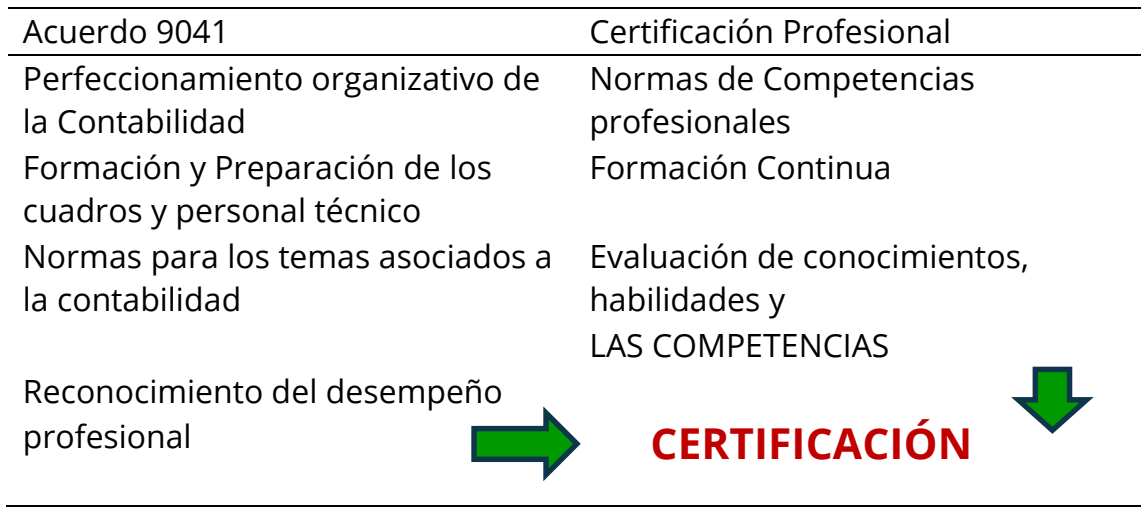 Acuerdo 9041
Certificación Profesional
Perfeccionamiento organizativo de
la Contabilidad
Normas de Competencias
profesionales
Formación y Preparación de los
cuadros y personal técnico
Formación Continua
Normas para los temas asociados a
la contabilidad
Evaluación de conocimientos,
habilidades y
LAS COMPETENCIAS
Reconocimiento del desempeño
profesional
CERTIFICACIÓN